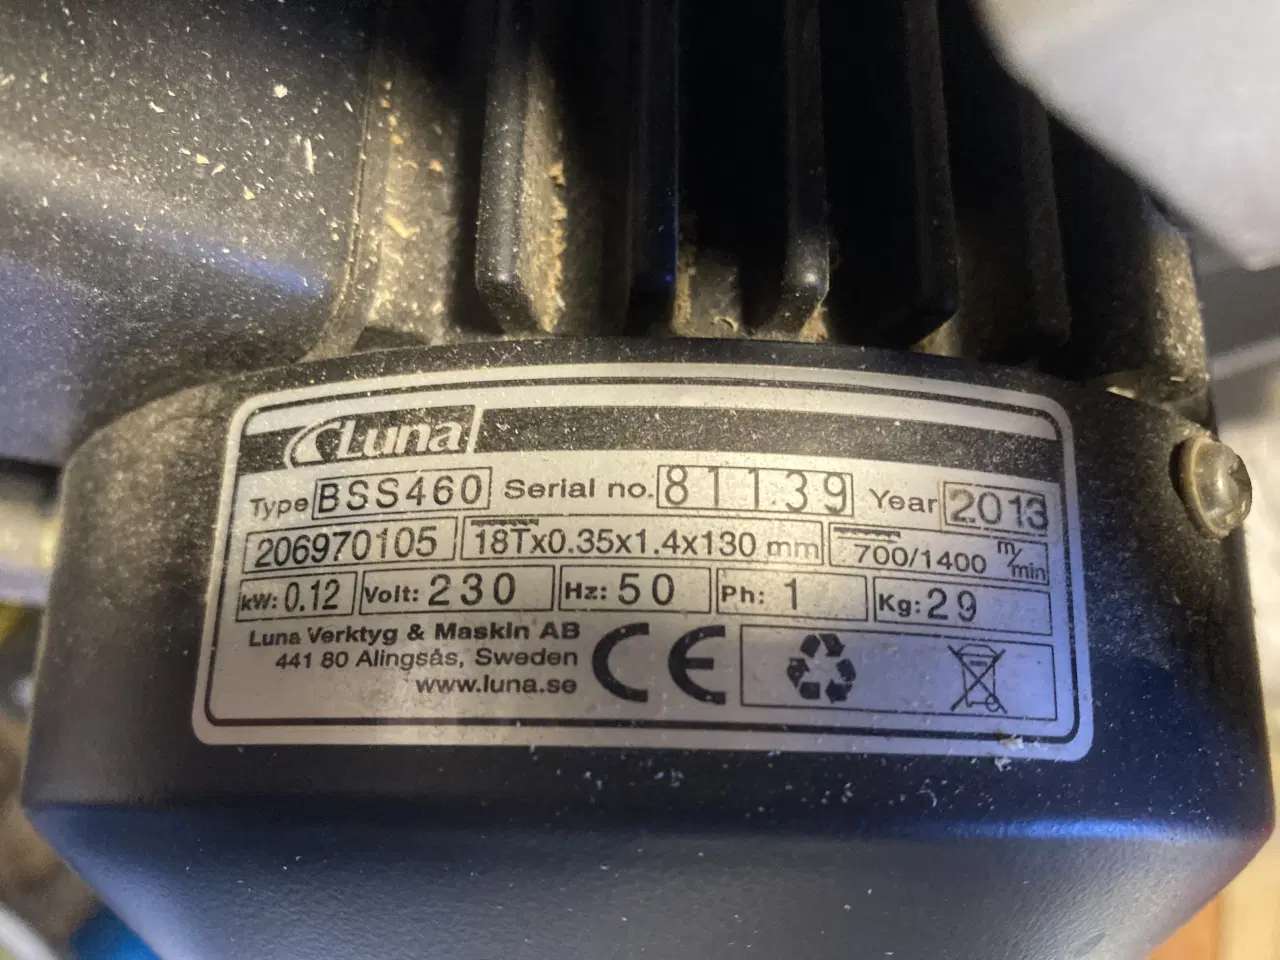 Luna
Type BSS460 Serial no. 81139 Year 2013
206970105 18Tx0.35x1.4x130 mm 700/1400 m/min
kW: 0.12 Volt: 230 Hz: 50 Ph: 1 Kg: 29
Luna Verktyg & Maskin AB
441 80 Alingsås, Sweden
www.luna.se
CE